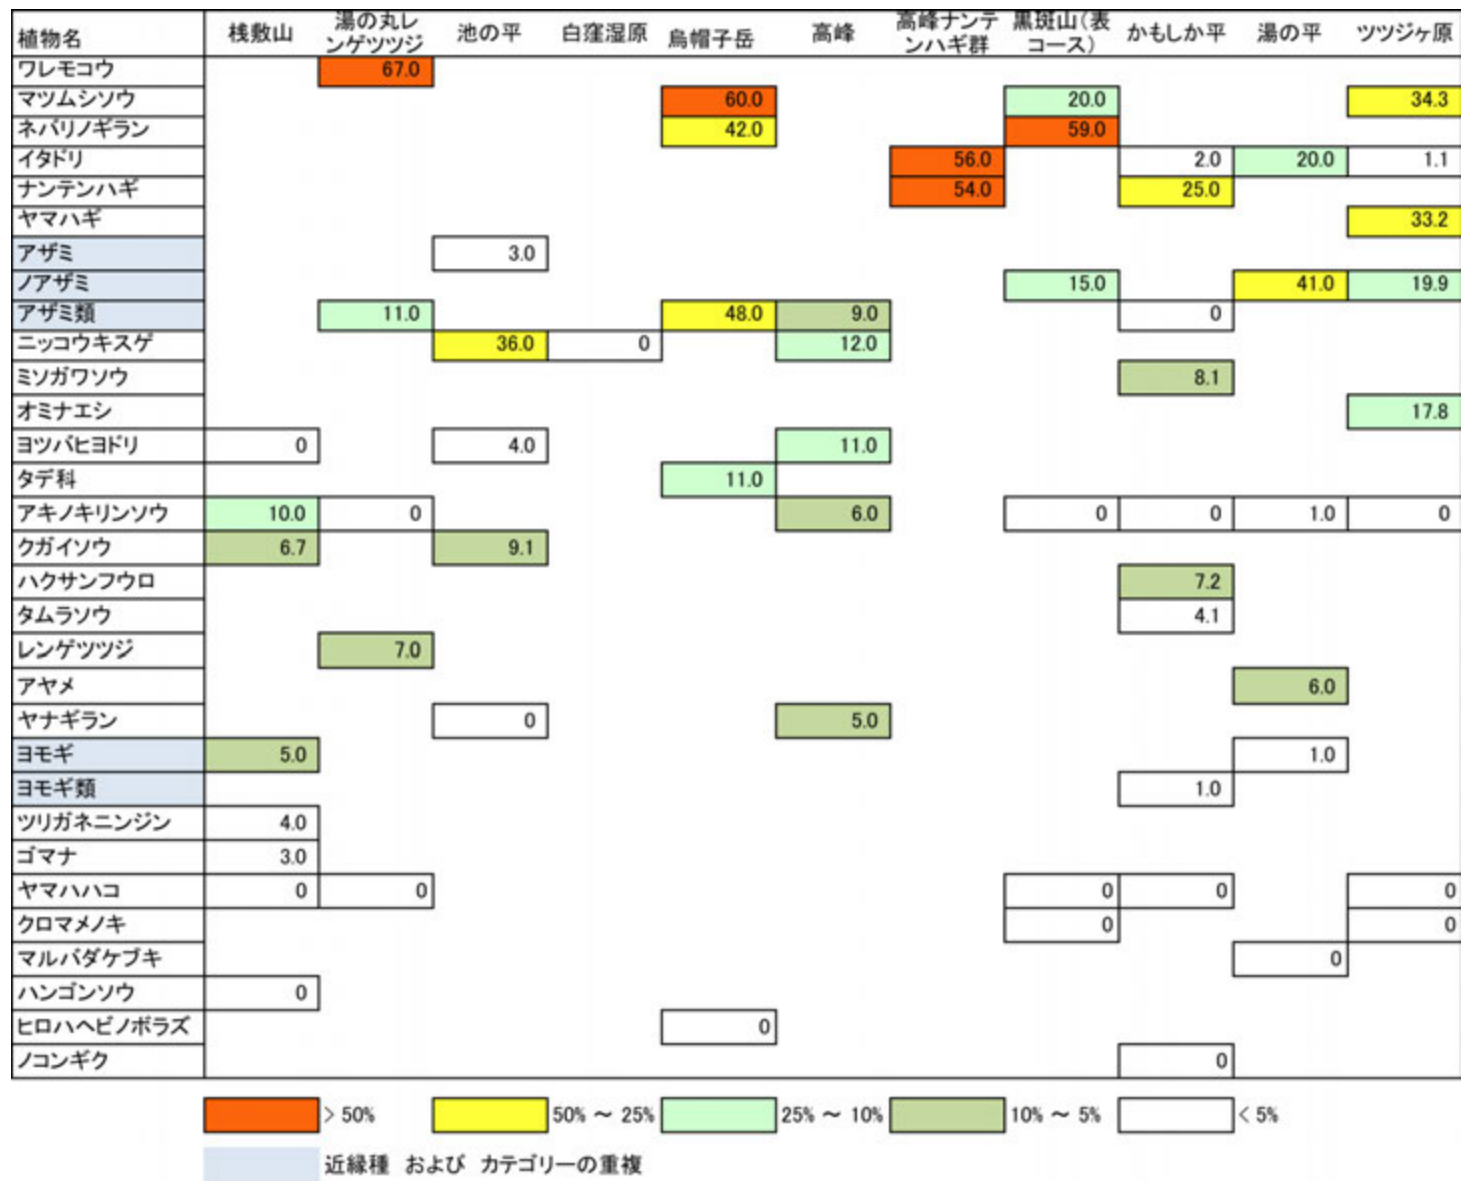 植物名 桟敷山 湯の丸レンゲツツジ 池の平 白窪湿原 烏帽子岳 高峰 高峰ナンテンハギ群 黒斑山(表コース) かもしか平 湯の平 ツツジヶ原
ワレモコウ 67.0
マツムシソウ 60.0 20.0 34.3
ネバリノギラン 42.0 59.0
イタドリ 56.0 2.0 20.0 1.1
ナンテンハギ 54.0 25.0
ヤマハギ 33.2
アザミ 3.0
ノアザミ 15.0 41.0 19.9
アザミ類 11.0 48.0 9.0 0
ニッコウキスゲ 36.0 0 12.0
ミソガワソウ 8.1
オミナエシ 17.8
ヨツバヒヨドリ 0 4.0 11.0
タデ科 11.0
アキノキリンソウ 10.0 0 6.0 0 0 1.0 0
クガイソウ 6.7 9.1
ハクサンフウロ 7.2
タムラソウ 4.1
レンゲツツジ 7.0
アヤメ 6.0
ヤナギラン 0 5.0
ヨモギ 5.0 1.0
ヨモギ類 1.0
ツリガネニンジン 4.0
ゴマナ 3.0
ヤマハハコ 0 0 0 0 0
クロマメノキ 0 0
マルバダケブキ 0
ハンゴンソウ 0
ヒロハヘビノボラズ 0
ノコンギク 0
> 50% 50% ～ 25% 25% ～ 10% 10% ～ 5% < 5%
近縁種 および カテゴリーの重複